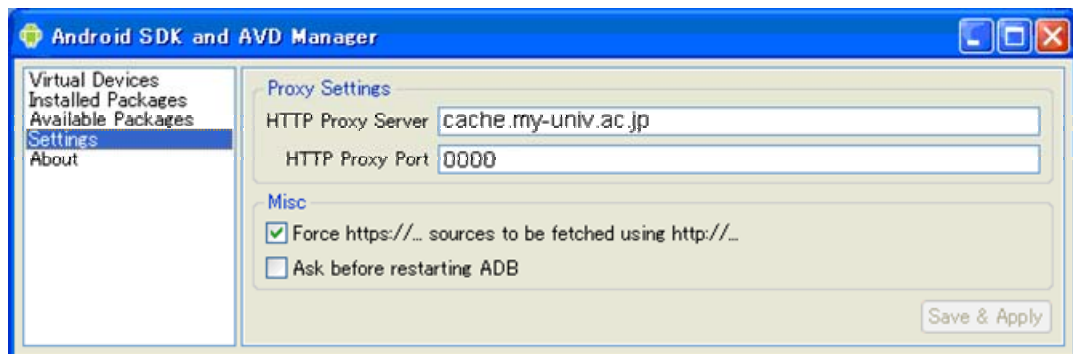 Android SDK and AVD Manager
Virtual Devices
Installed Packages
Available Packages
Settings
About
Proxy Settings
HTTP Proxy Server cache.my-univ.ac.jp
HTTP Proxy Port 0000
Misc
Force https://... sources to be fetched using http://...
Ask before restarting ADB
Save & Apply